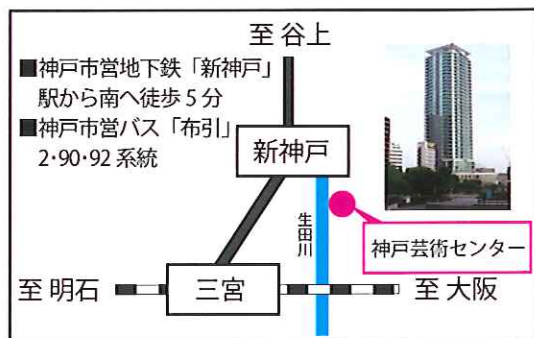 至 谷上
■神戸市営地下鉄「新神戸」
駅から南へ徒歩5分
■神戸市営バス「布引」
2・90・92 系統
新神戸
生田川
神戸芸術センター
至 明石
三宮
至 大阪